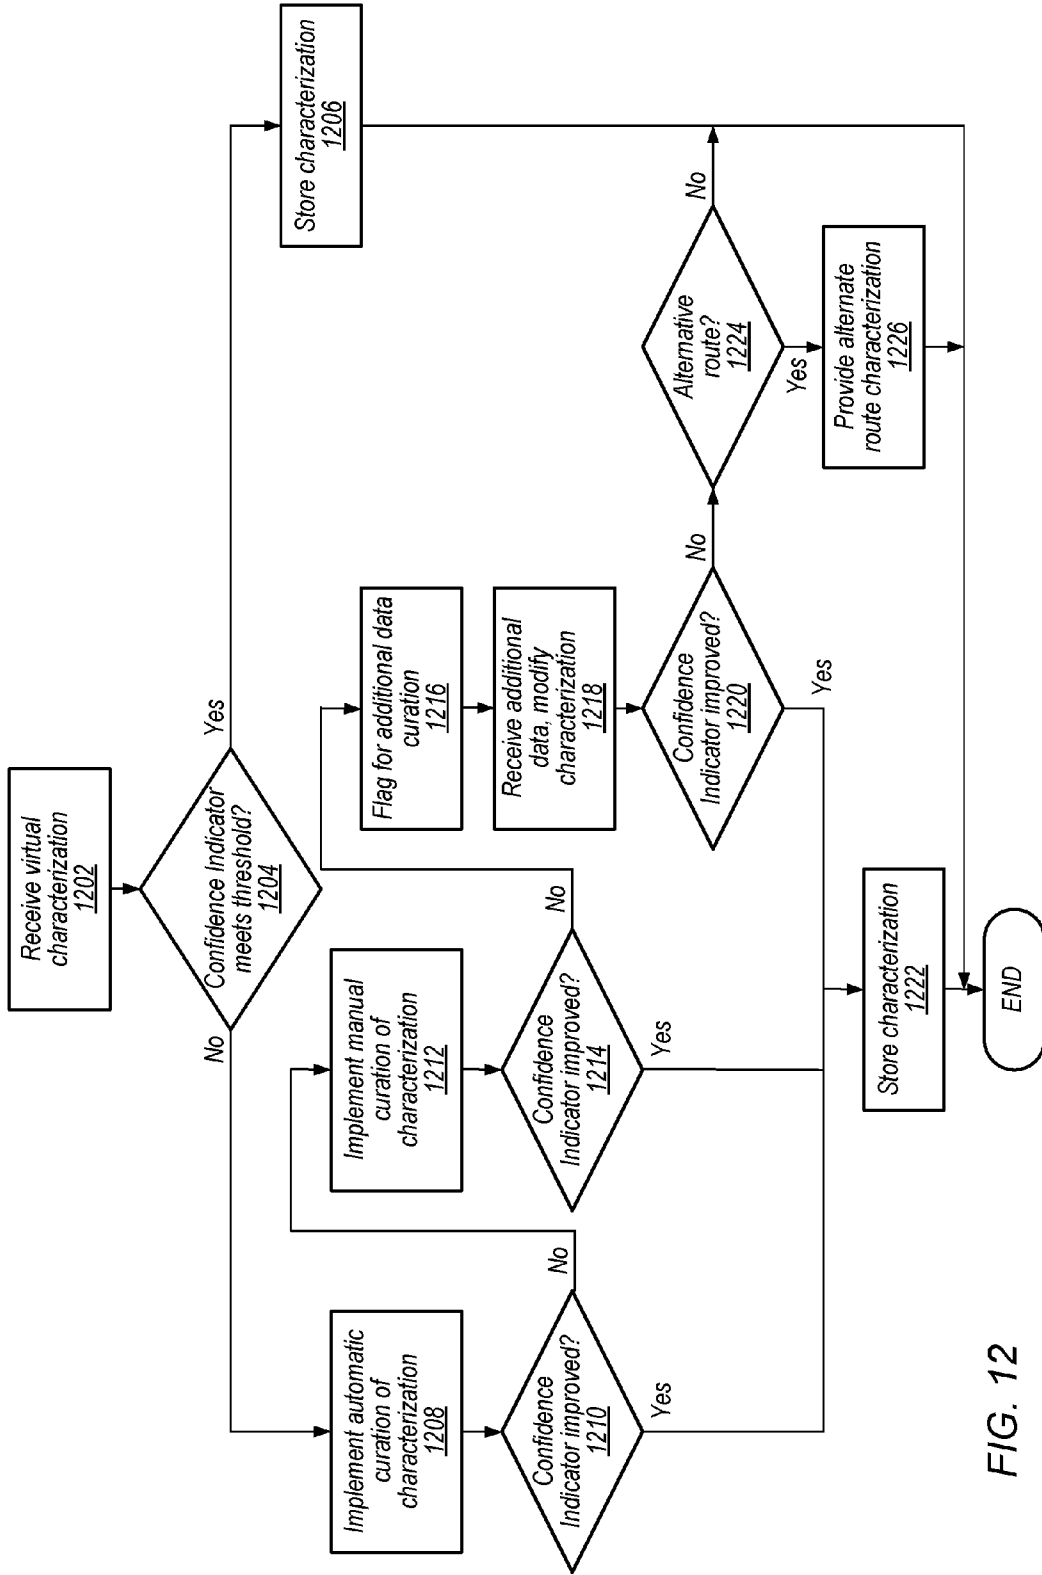 Receive virtual
characterization
1202
Confidence Indicator
meets threshold?
1204
No
Yes
Store characterization
1206
Implement automatic
curation of
characterization
1208
Confidence
Indicator improved?
1210
No
Yes
Implement manual
curation of
characterization
1212
Confidence
Indicator improved?
1214
No
Yes
Flag for additional data
curation
1216
Receive additional
data, modify
characterization
1218
Confidence
Indicator improved?
1220
No
Yes
Alternative
route?
1224
No
Yes
Provide alternate
route characterization
1226
Store characterization
1222
END
FIG. 12